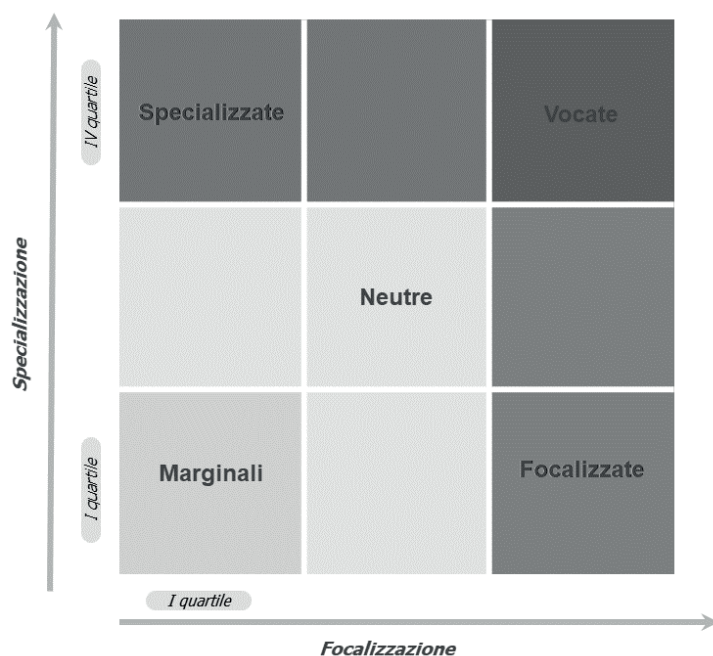 IV quartile
Specializzate
Vocate
Specializzazione
Neutre
I quartile
Marginali
Focalizzate
I quartile
Focalizzazione